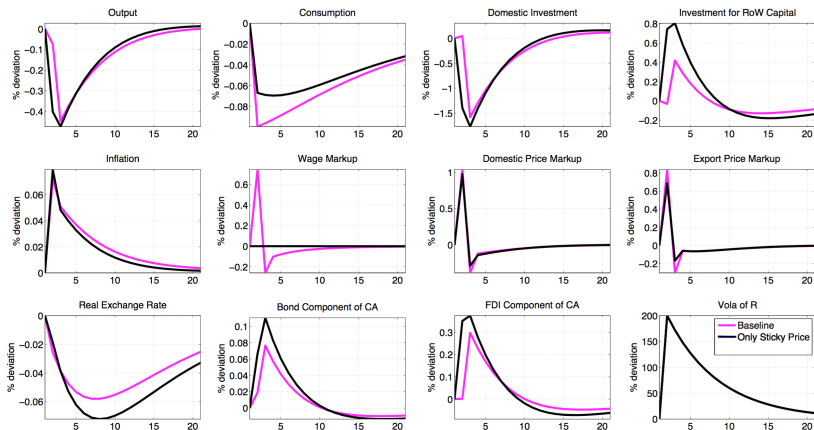 Output
Consumption
Domestic Investment
Investment for RoW Capital
% deviation
0
−0.1
−0.2
−0.3
−0.4
5 10 15 20
% deviation
0
−0.02
−0.04
−0.06
−0.08
5 10 15 20
% deviation
0
−0.5
−1
−1.5
5 10 15 20
% deviation
0.8
0.6
0.4
0.2
0
−0.2
5 10 15 20
Inflation
Wage Markup
Domestic Price Markup
Export Price Markup
% deviation
0.06
0.04
0.02
0
5 10 15 20
% deviation
0.6
0.4
0.2
0
−0.2
5 10 15 20
% deviation
1
0.5
0
5 10 15 20
% deviation
0.8
0.6
0.4
0.2
0
−0.2
5 10 15 20
Real Exchange Rate
Bond Component of CA
FDI Component of CA
Vola of R
% deviation
0
−0.02
−0.04
−0.06
5 10 15 20
% deviation
0.1
0.08
0.06
0.04
0.02
0
5 10 15 20
% deviation
0.3
0.2
0.1
0
5 10 15 20
% deviation
200
150
100
50
0
5 10 15 20
Baseline
Only Sticky Price